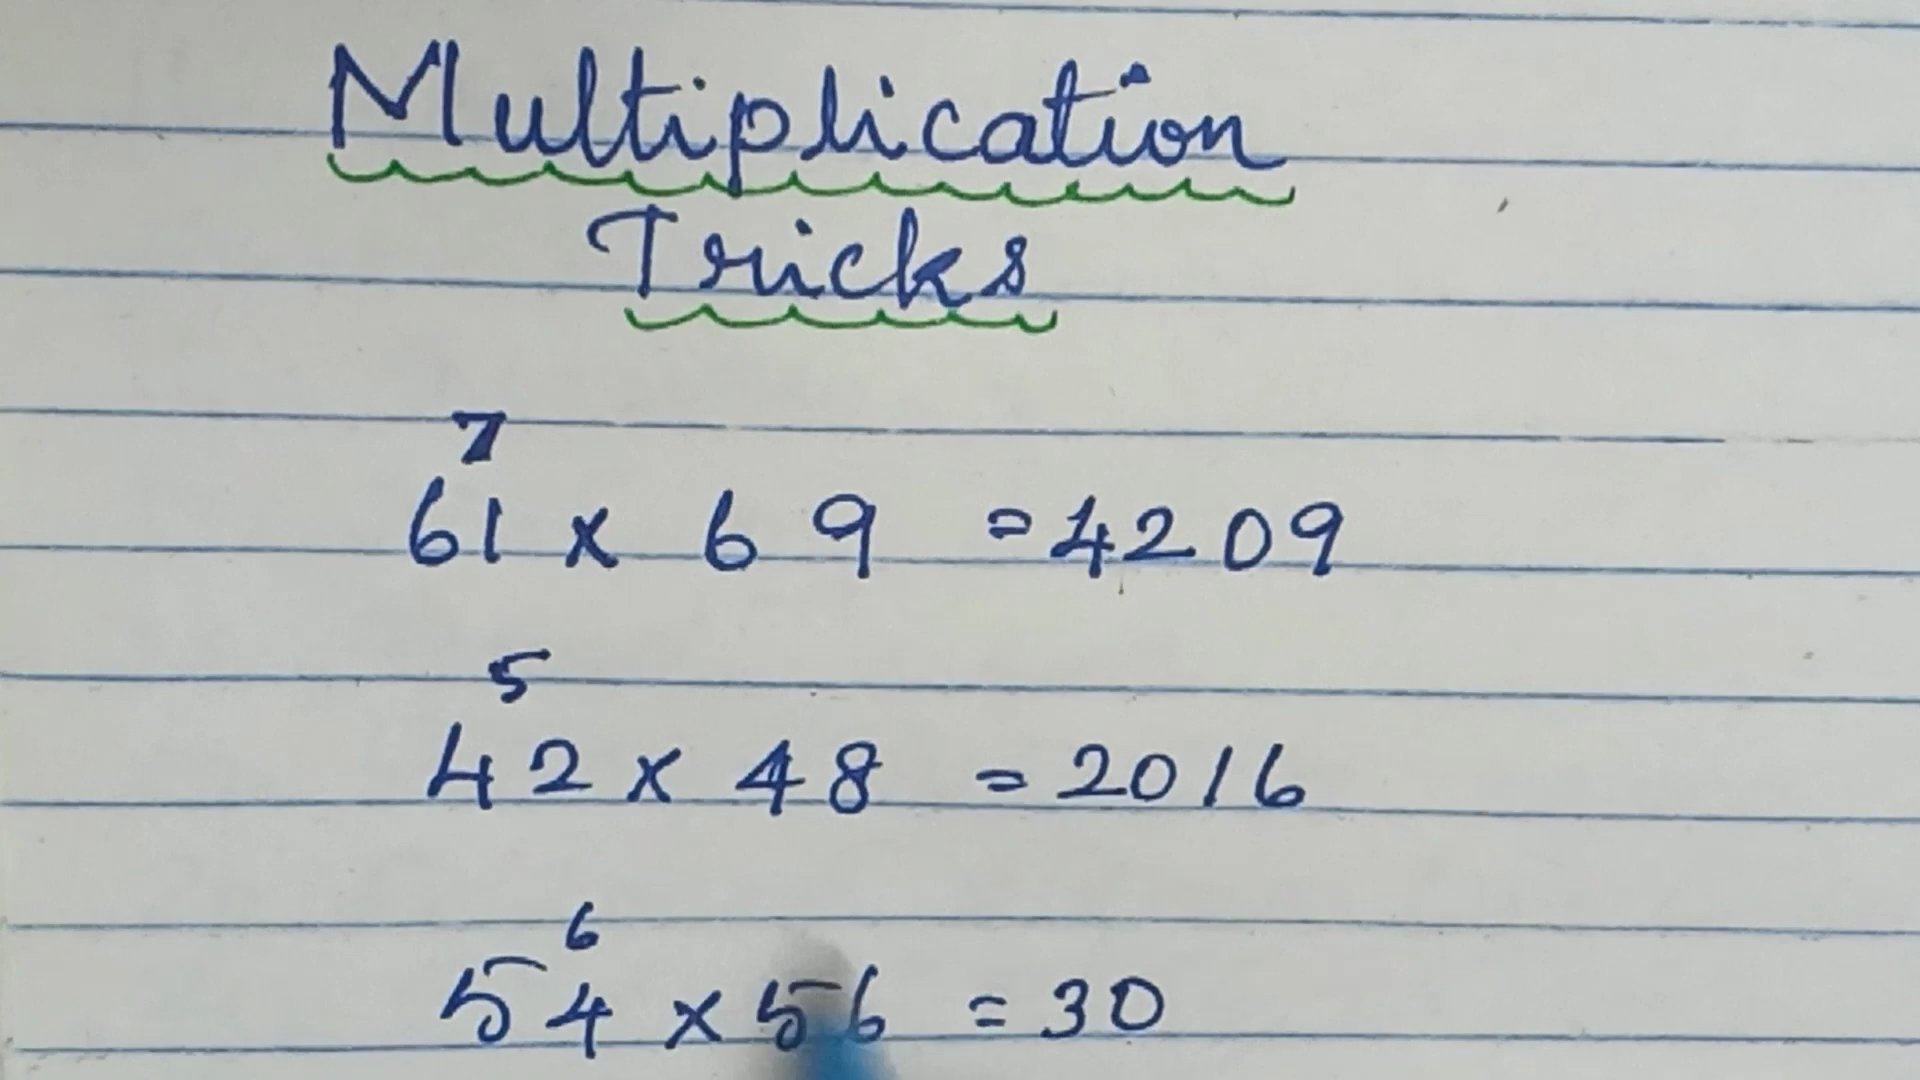 Multiplication
Tricks
7
61 x 69 = 4209
5
42 x 48 = 2016
6
54 x 56 = 30